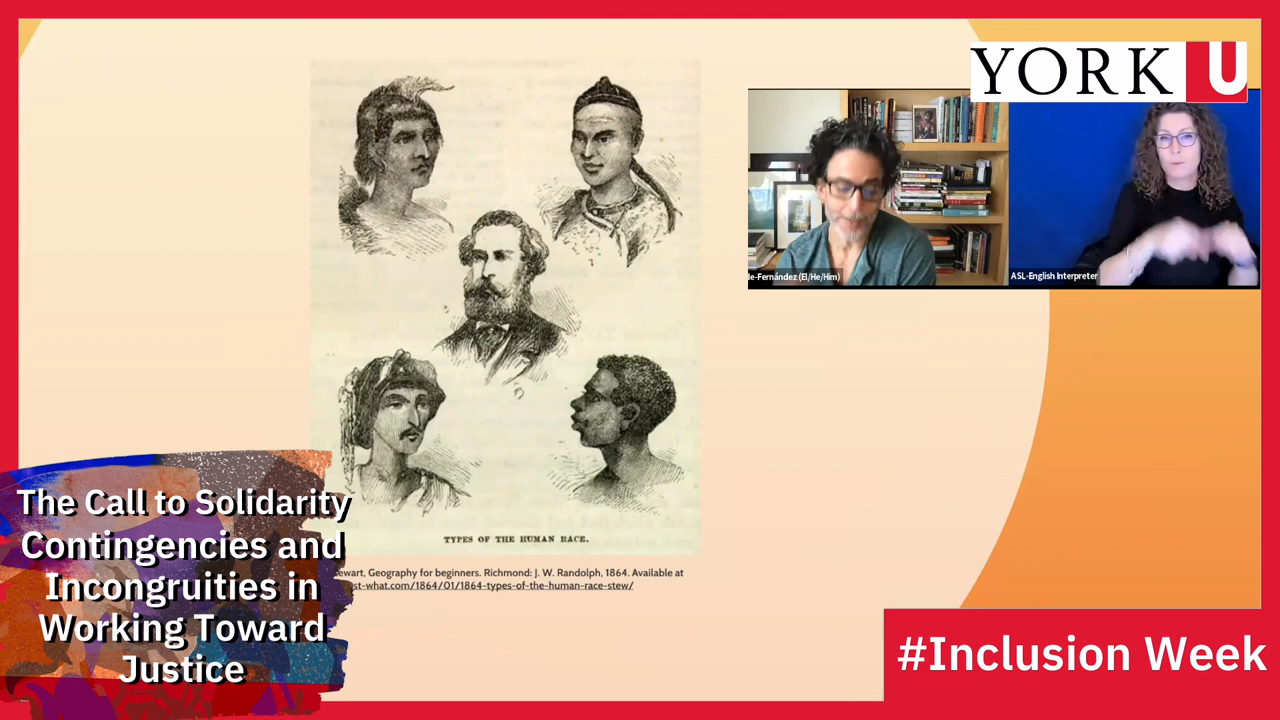 YORK U
le-Fernández (El/He/Him)
ASL-English Interpreter
TYPES OF THE HUMAN RACE.
ewart, Geography for beginners. Richmond: J. W. Randolph, 1864. Available at
st-what.com/1864/01/1864-types-of-the-human-race-stew/
The Call to Solidarity
Contingencies and
Incongruities in
Working Toward
Justice
#Inclusion Week